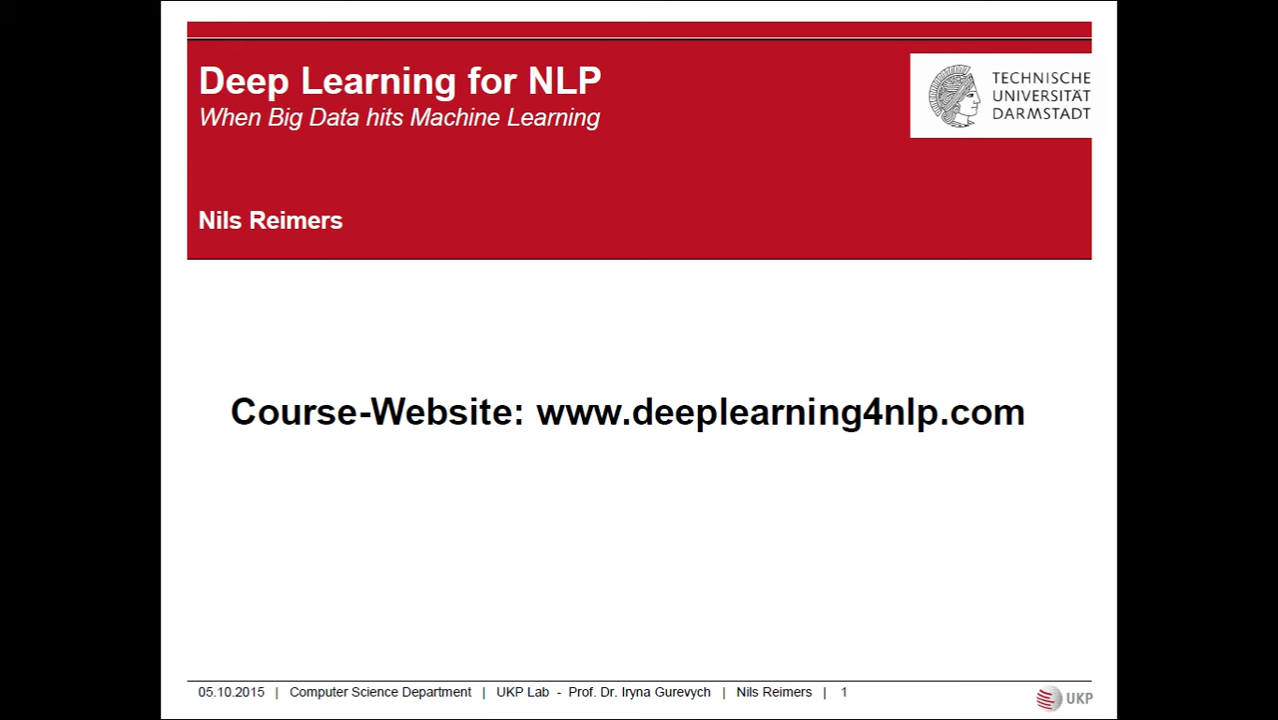 Deep Learning for NLP
When Big Data hits Machine Learning
TECHNISCHE
UNIVERSITÄT
DARMSTADT
Nils Reimers
Course-Website: www.deeplearning4nlp.com
05.10.2015 | Computer Science Department | UKP Lab - Prof. Dr. Iryna Gurevych | Nils Reimers | 1
UKP